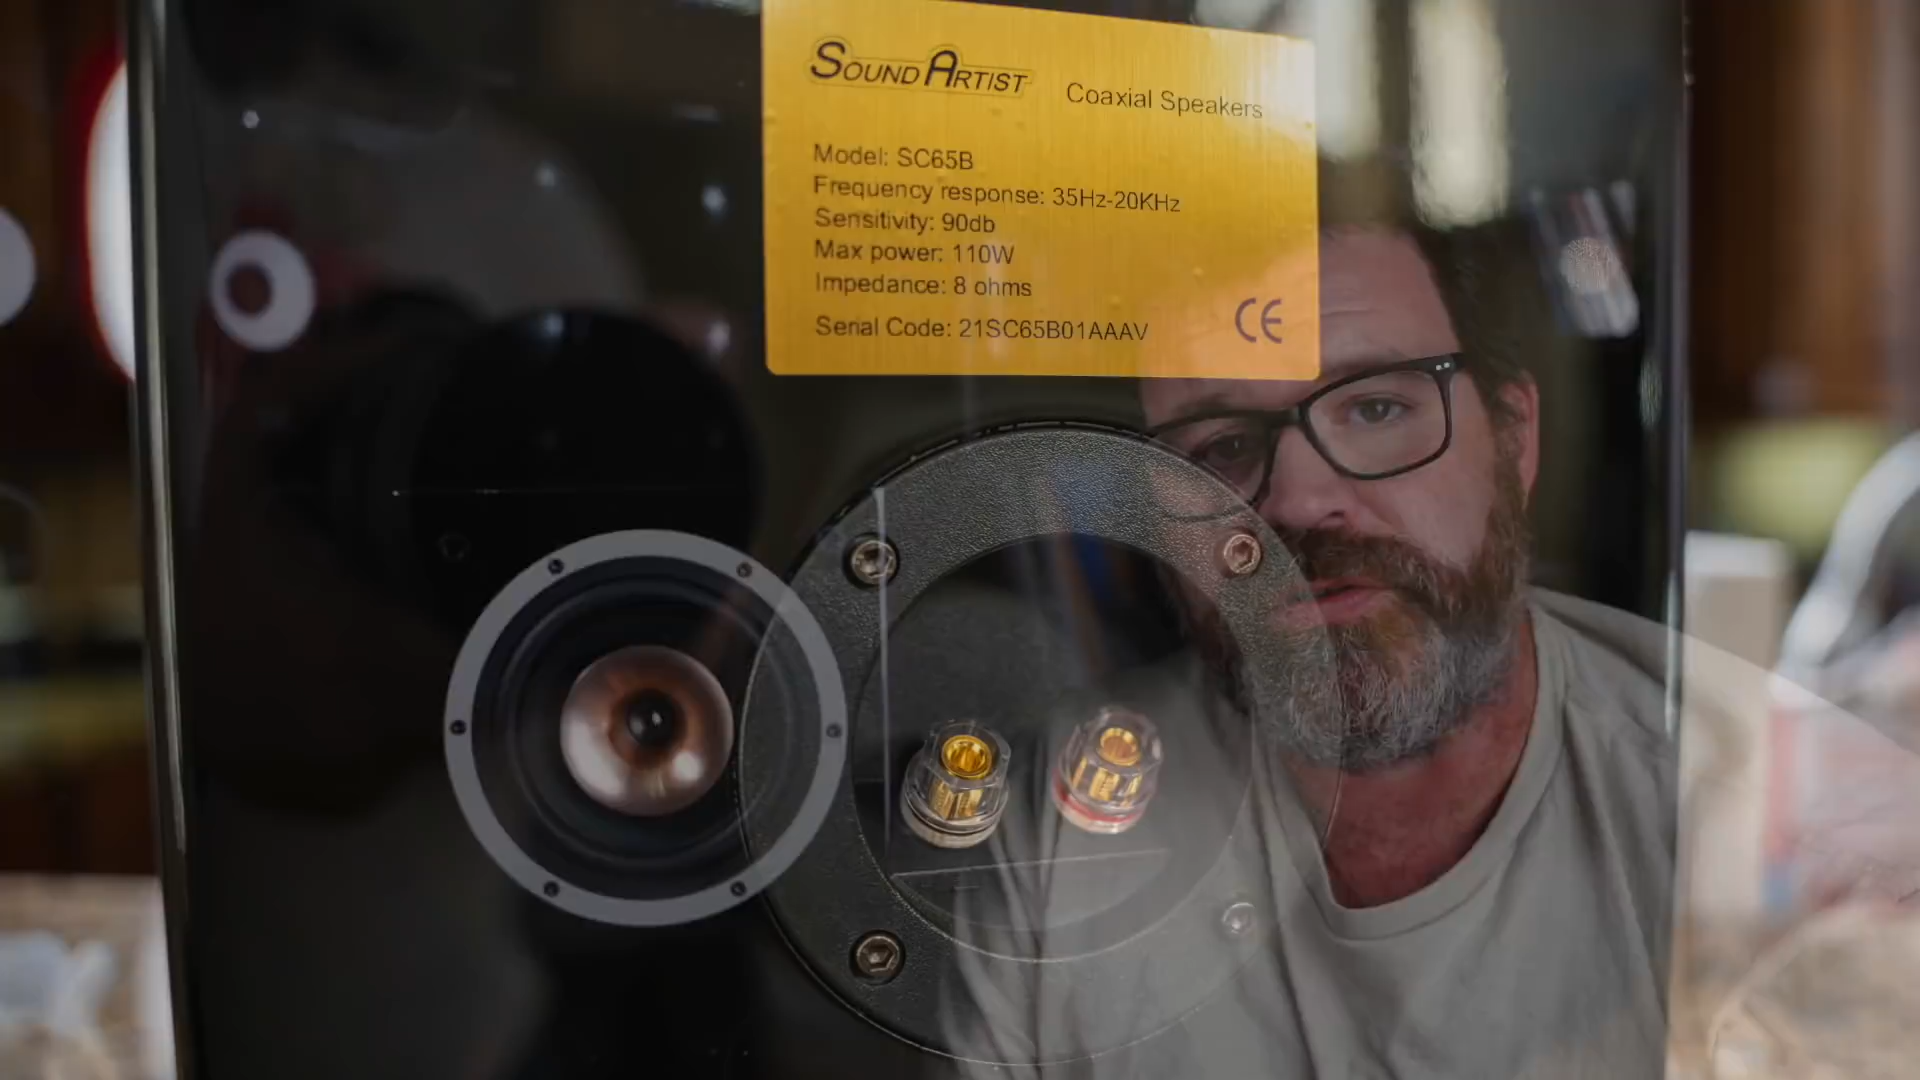 SOUND ARTIST Coaxial Speakers
Model: SC65B
Frequency response: 35Hz-20KHz
Sensitivity: 90db
Max power: 110W
Impedance: 8 ohms
Serial Code: 21SC65B01AAAV CE